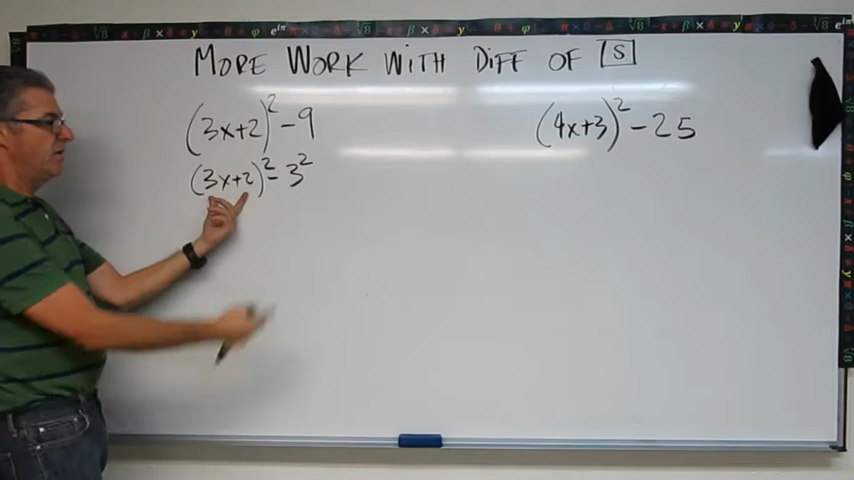 MORE WORK WITH DIFF OF [S]
(3x+2)² - 9
(3x+2)² - 3²
(4x+3)² - 25